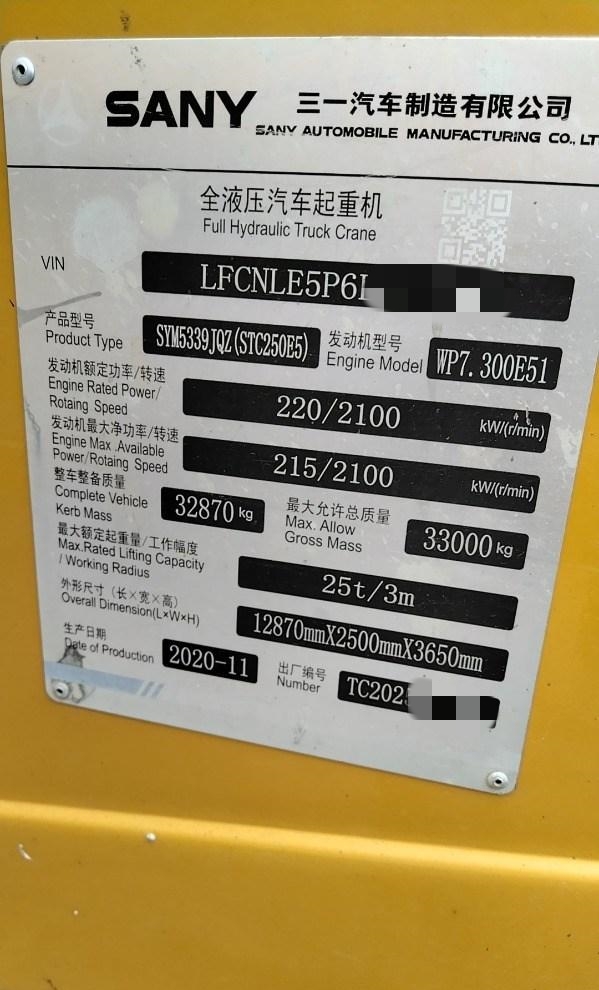 SANY 三一汽车制造有限公司
SANY AUTOMOBILE MANUFACTURING CO., LT
全液压汽车起重机
Full Hydraulic Truck Crane
VIN LFCNLE5P6
产品型号
Product Type SYM5339JQZ(STC250E5) 发动机型号
Engine Model WP7.300E51
发动机额定功率/转速
Engine Rated Power/
Rotaing Speed 220/2100 kW/(r/min)
发动机最大净功率/转速
Engine Max .Available
Power/Rotaing Speed 215/2100 kW/(r/min)
整车整备质量
Complete Vehicle
Kerb Mass 32870 kg 最大允许总质量
Max. Allow
Gross Mass 33000 kg
最大额定起重量/工作幅度
Max.Rated Lifting Capacity
/ Working Radius 25t/3m
外形尺寸（长×宽×高）
Overall Dimension(L×W×H) 12870mmX2500mmX3650mm
生产日期
Date of Production 2020-11 出厂编号
Number TC202